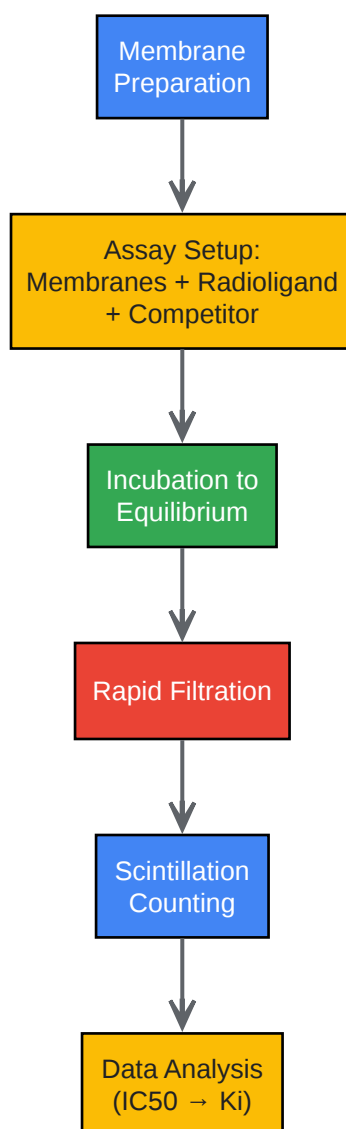 Membrane
Preparation
Assay Setup:
Membranes + Radioligand
+ Competitor
Incubation to
Equilibrium
Rapid Filtration
Scintillation
Counting
Data Analysis
(IC50 → Ki)